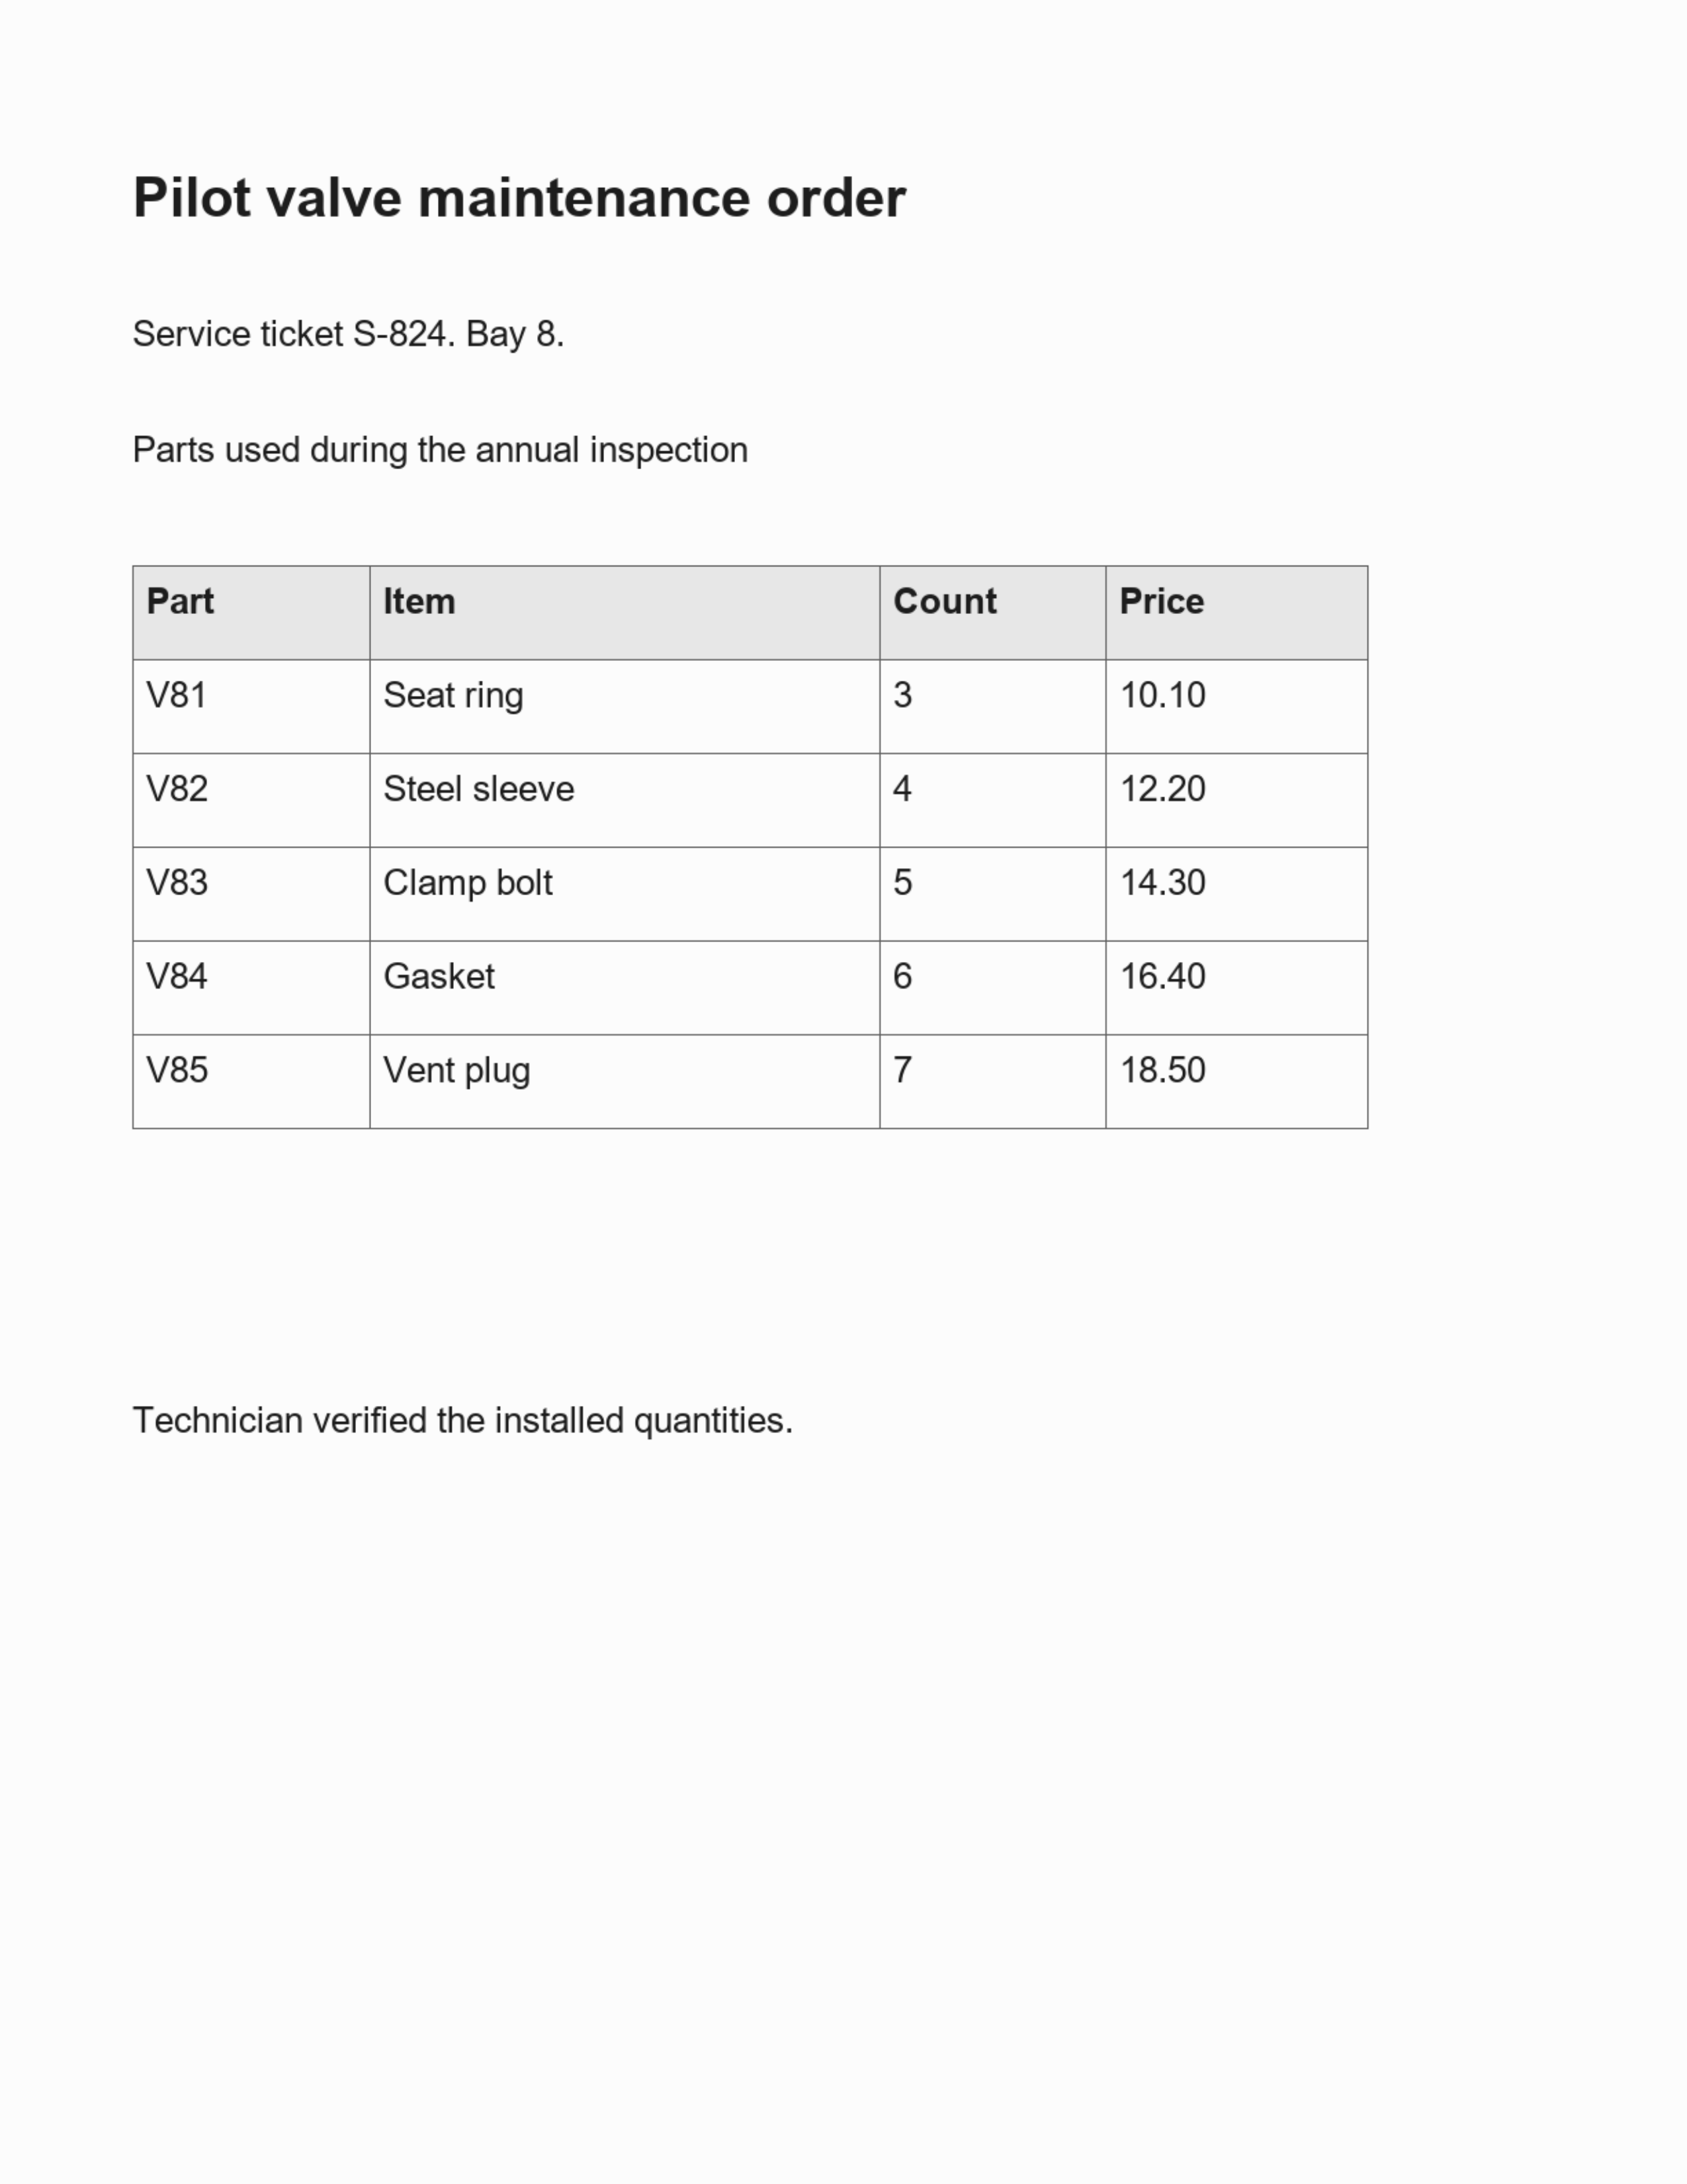 Pilot valve maintenance order
Service ticket S-824. Bay 8.
Parts used during the annual inspection
Part Item Count Price
V81 Seat ring 3 10.10
V82 Steel sleeve 4 12.20
V83 Clamp bolt 5 14.30
V84 Gasket 6 16.40
V85 Vent plug 7 18.50
Technician verified the installed quantities.